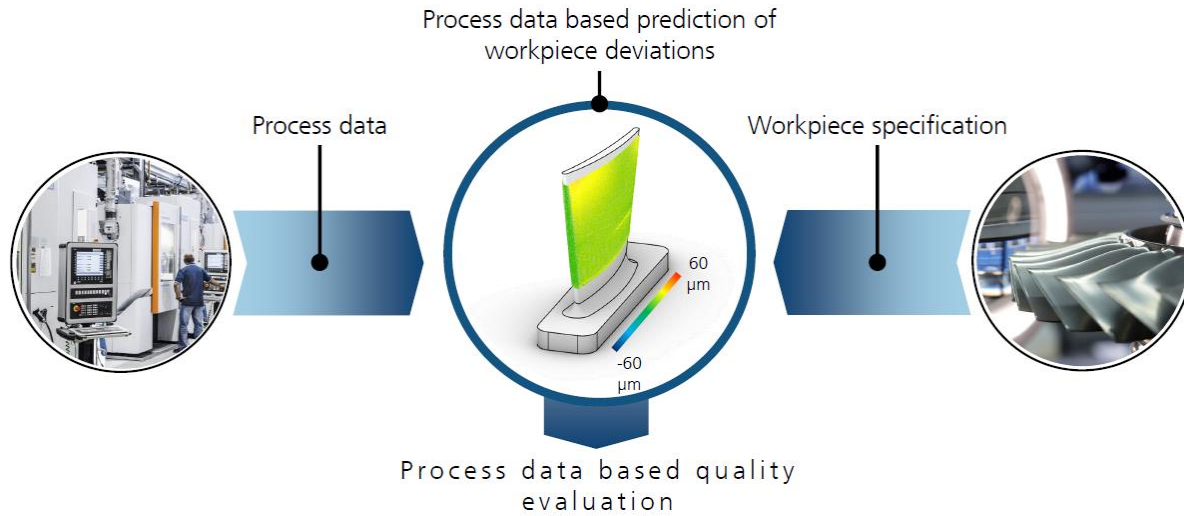 Process data based prediction of
workpiece deviations
Process data
Workpiece specification
60
µm
-60
µm
Process data based quality
evaluation